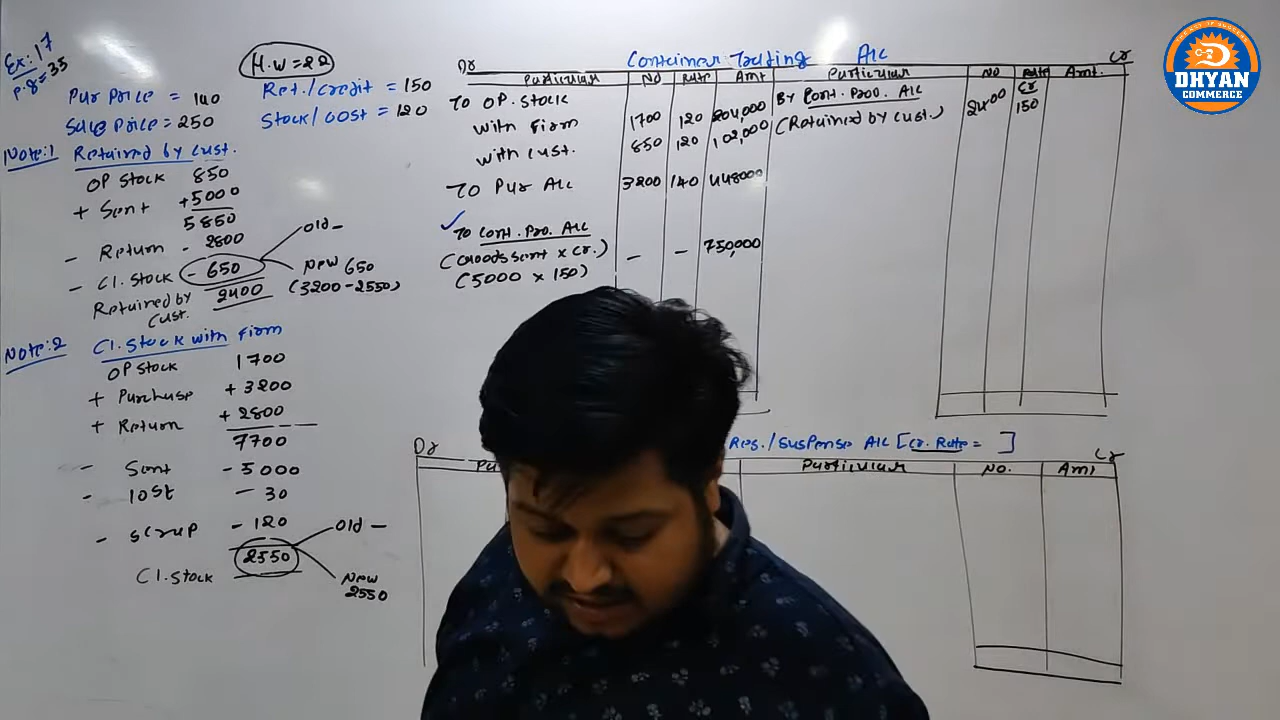 Ex:17
P.g=35
H.W=22
Pur Price = 140
Sale Price = 250
Ret./credit = 150
Stock/cost = 120
Note:1 Retained by cust.
OP Stock 850
+ Sent +5000
5850
- Return - 2800
- Cl. Stock - 650
Old -
New 650
(3200-2550)
Retained by cust. 2400
Note:2 Cl. Stock with Firm
OP Stock 1700
+ Purchase + 3200
+ Return + 2800
7700
- Sent - 5000
- lost - 30
- scrap - 120
Cl. Stock 2550
Old -
New 2550
Container Trading A/c
Dr Cr
Particular No Rate Amt Particular No Rate Amt.
To OP. Stock
with Firm 1700 120 204,000
with cust. 850 120 102,000
To Pur A/c 3200 140 448000
To Cont. Pro. A/c
(Goods sent x cr.) - - 750,000
(5000 x 150)
By Cont. Pro. A/c
(Retained by cust.) 2400 Cr 150
Res./Suspense A/c [Cr. Rate = ]
Dr Cr
Pa Particular No. Amt
DHYAN
COMMERCE